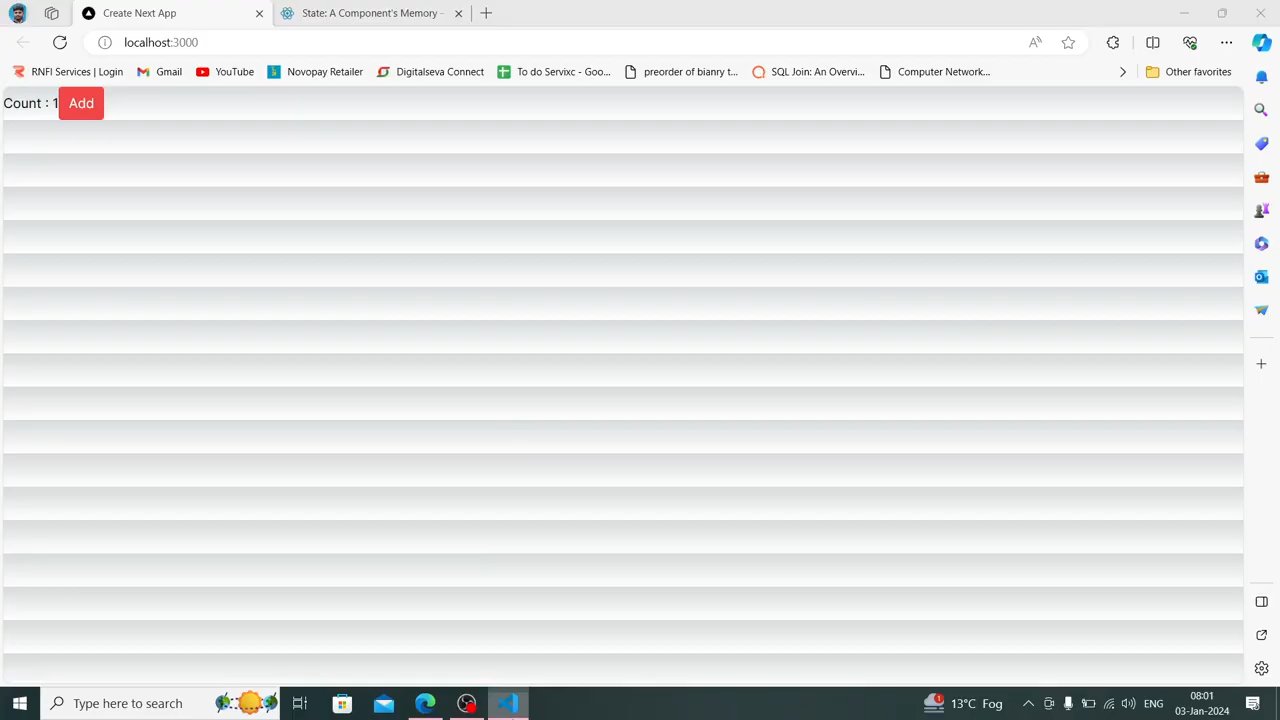 Create Next App
State: A Component's Memory –
localhost:3000
RNFI Services | Login
Gmail
YouTube
Novopay Retailer
Digitalseva Connect
To do Servixc - Goo...
preorder of bianry t...
SQL Join: An Overvi...
Computer Network...
Other favorites
Count : 1
Add
Type here to search
1
13°C Fog
ENG
08:01
03-Jan-2024